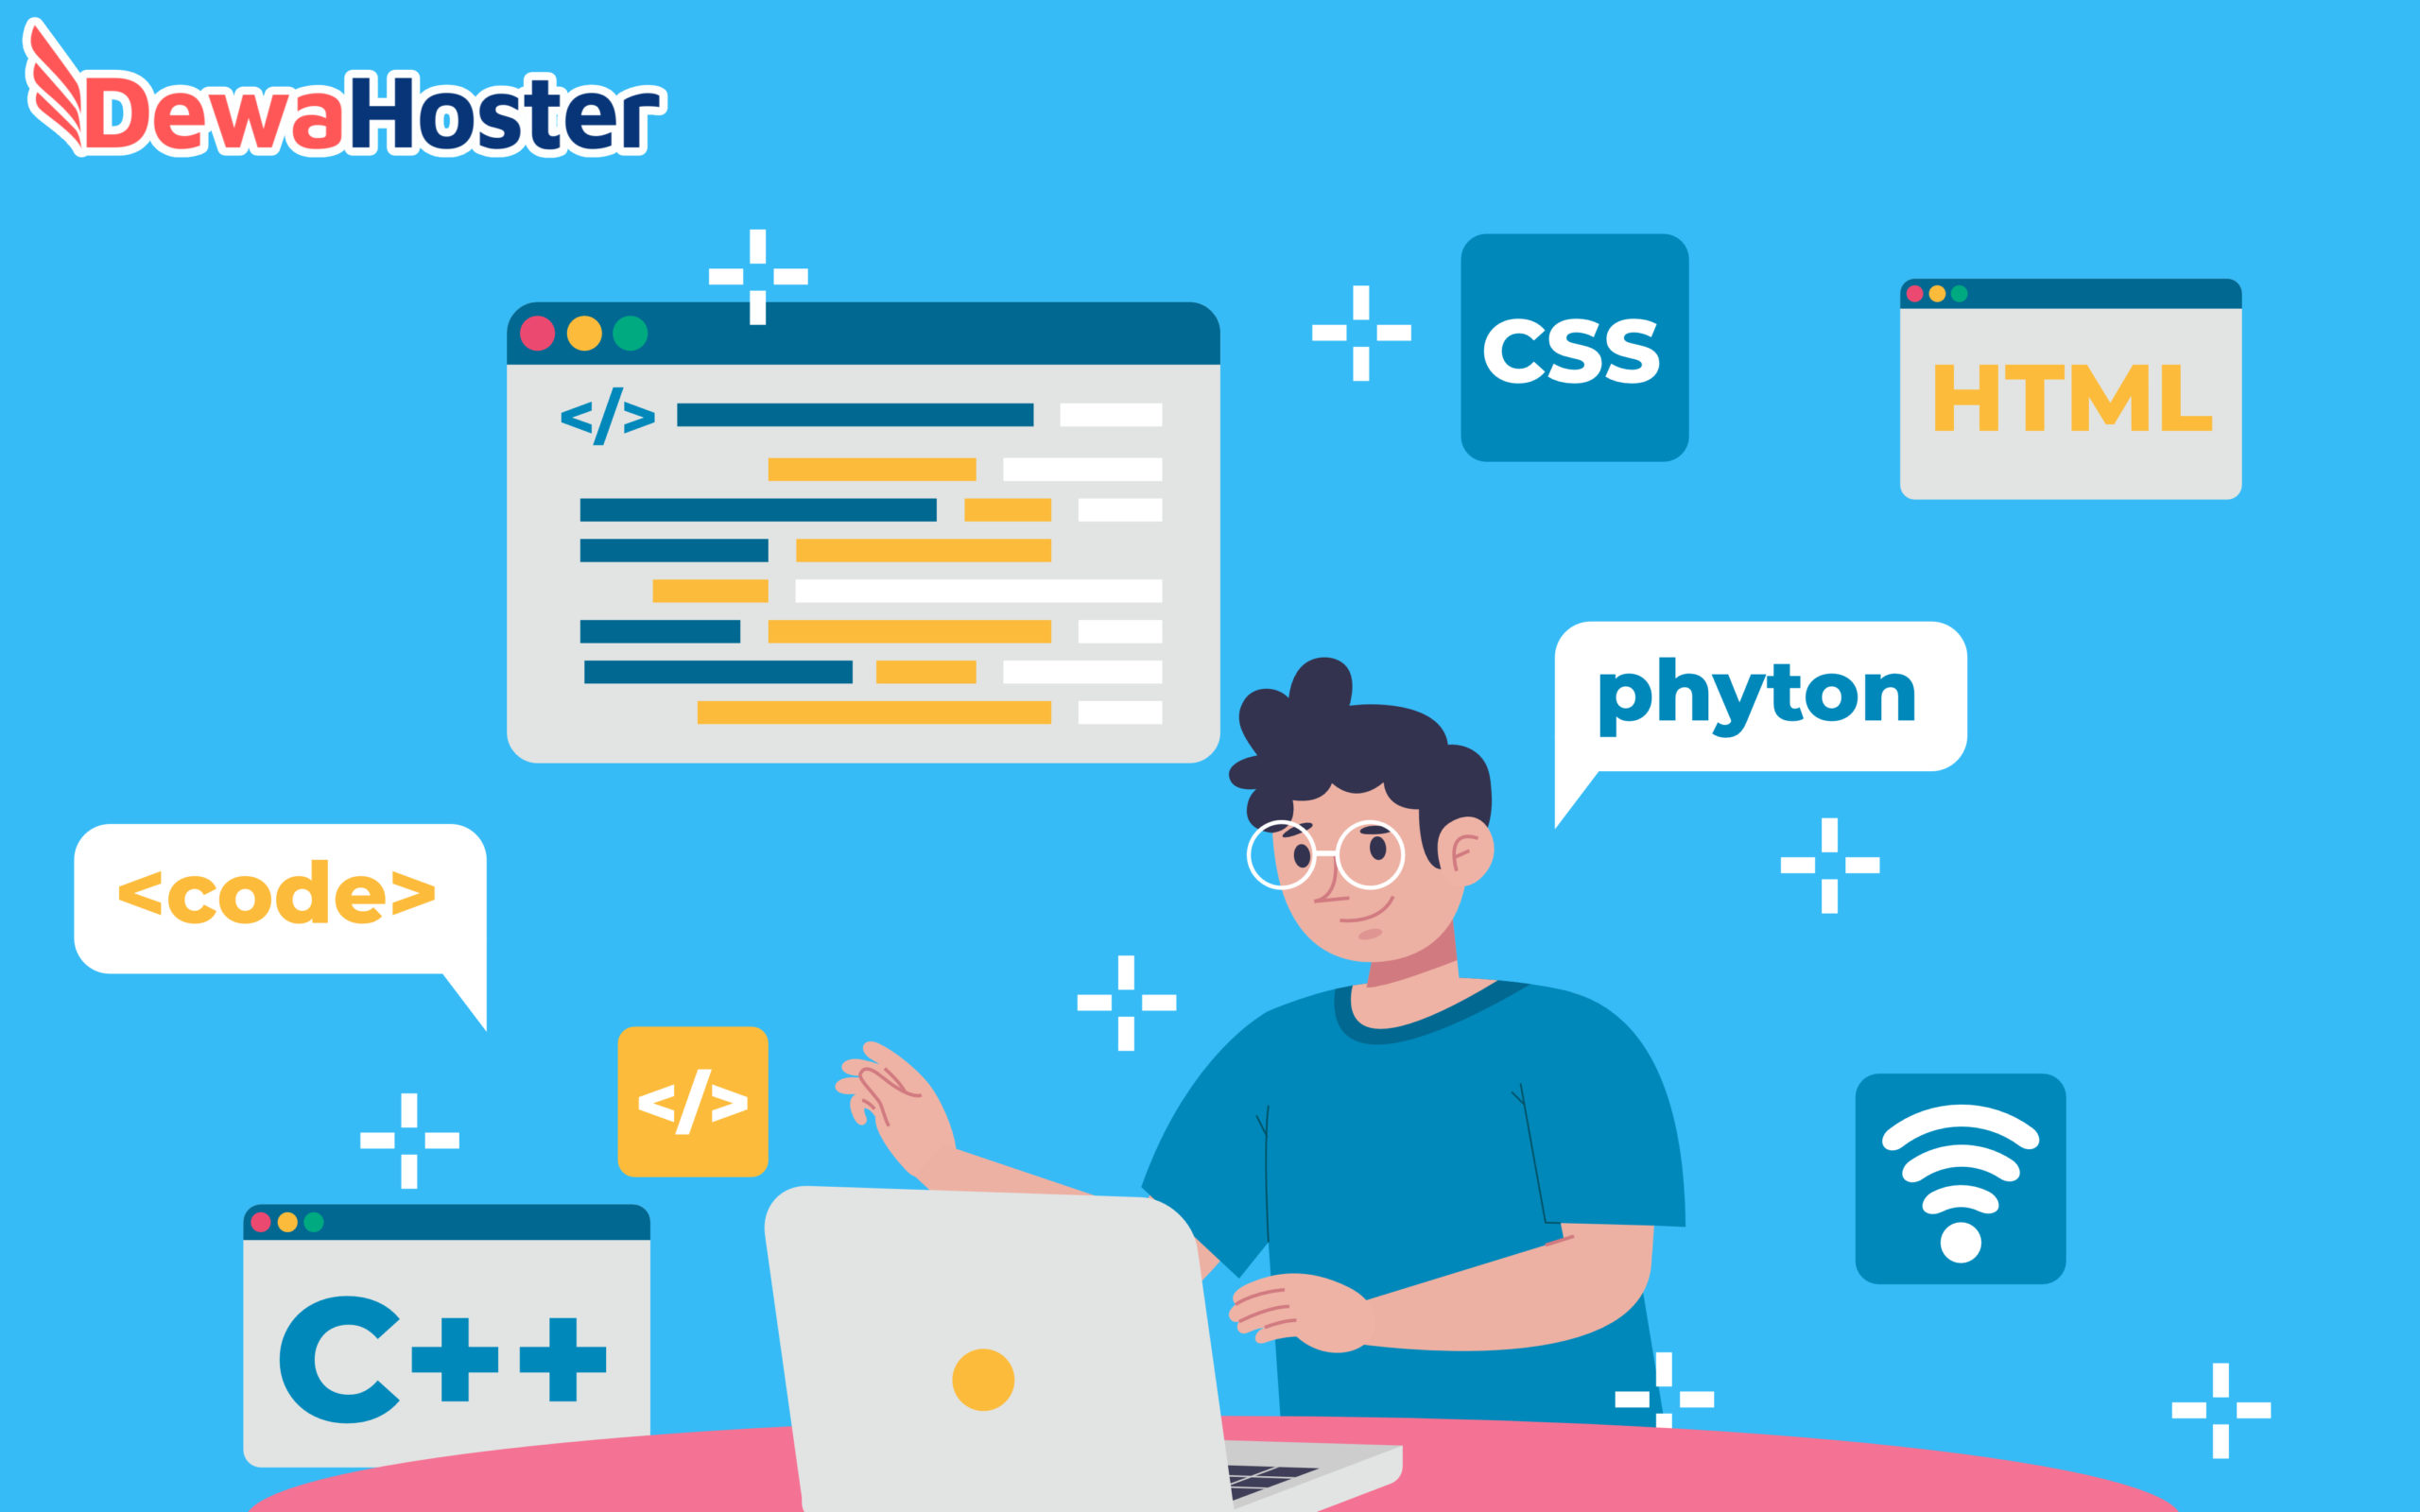 DewaHoster
css
HTML
</>
phyton
<code>
</>
C++